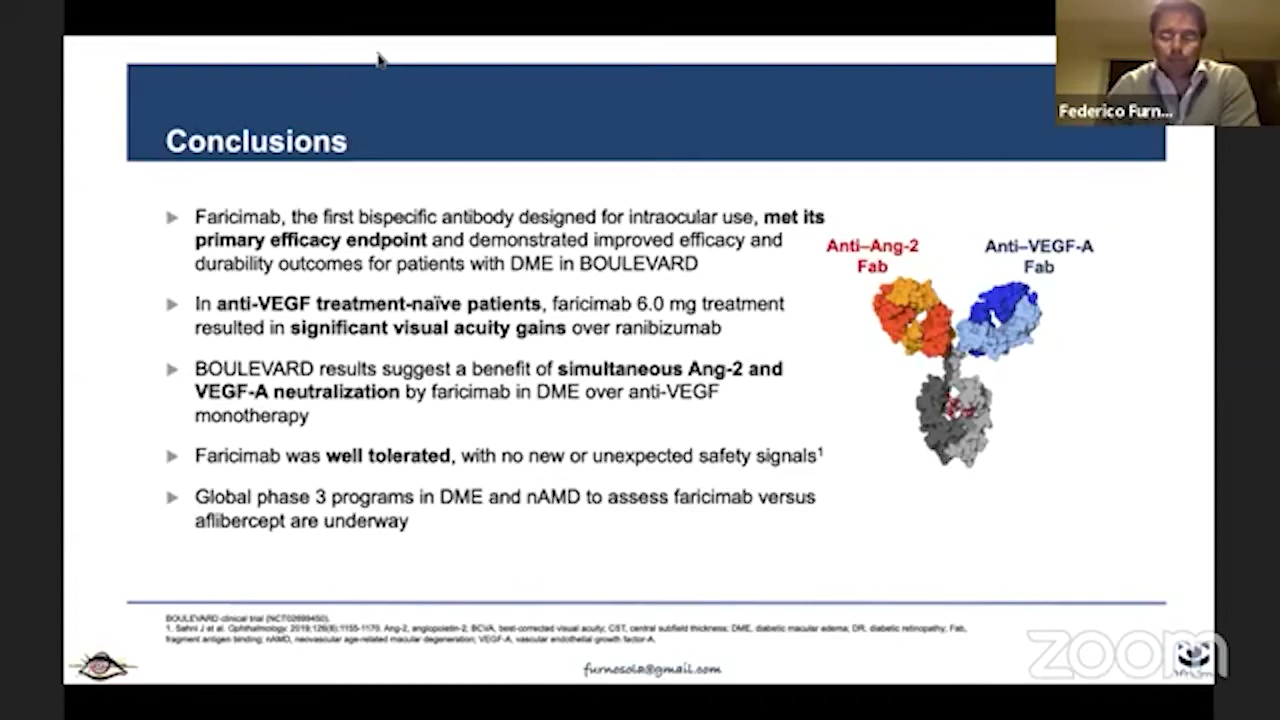 Federico Furn...
Conclusions
Faricimab, the first bispecific antibody designed for intraocular use, met its
primary efficacy endpoint and demonstrated improved efficacy and
durability outcomes for patients with DME in BOULEVARD
In anti-VEGF treatment-naïve patients, faricimab 6.0 mg treatment
resulted in significant visual acuity gains over ranibizumab
BOULEVARD results suggest a benefit of simultaneous Ang-2 and
VEGF-A neutralization by faricimab in DME over anti-VEGF
monotherapy
Faricimab was well tolerated, with no new or unexpected safety signals¹
Global phase 3 programs in DME and nAMD to assess faricimab versus
aflibercept are underway
Anti–Ang-2
Fab
Anti–VEGF-A
Fab
BOULEVARD clinical trial (NCT02699450).
1. Sahni J et al. Ophthalmology. 2019;126(8):1155-1170. Ang-2, angiopoietin-2; BCVA, best-corrected visual acuity; CST, central subfield thickness; DME, diabetic macular edema; DR, diabetic retinopathy; Fab,
fragment antigen binding; nAMD, neovascular age-related macular degeneration; VEGF-A, vascular endothelial growth factor-A.
furnosola@gmail.com
zoom